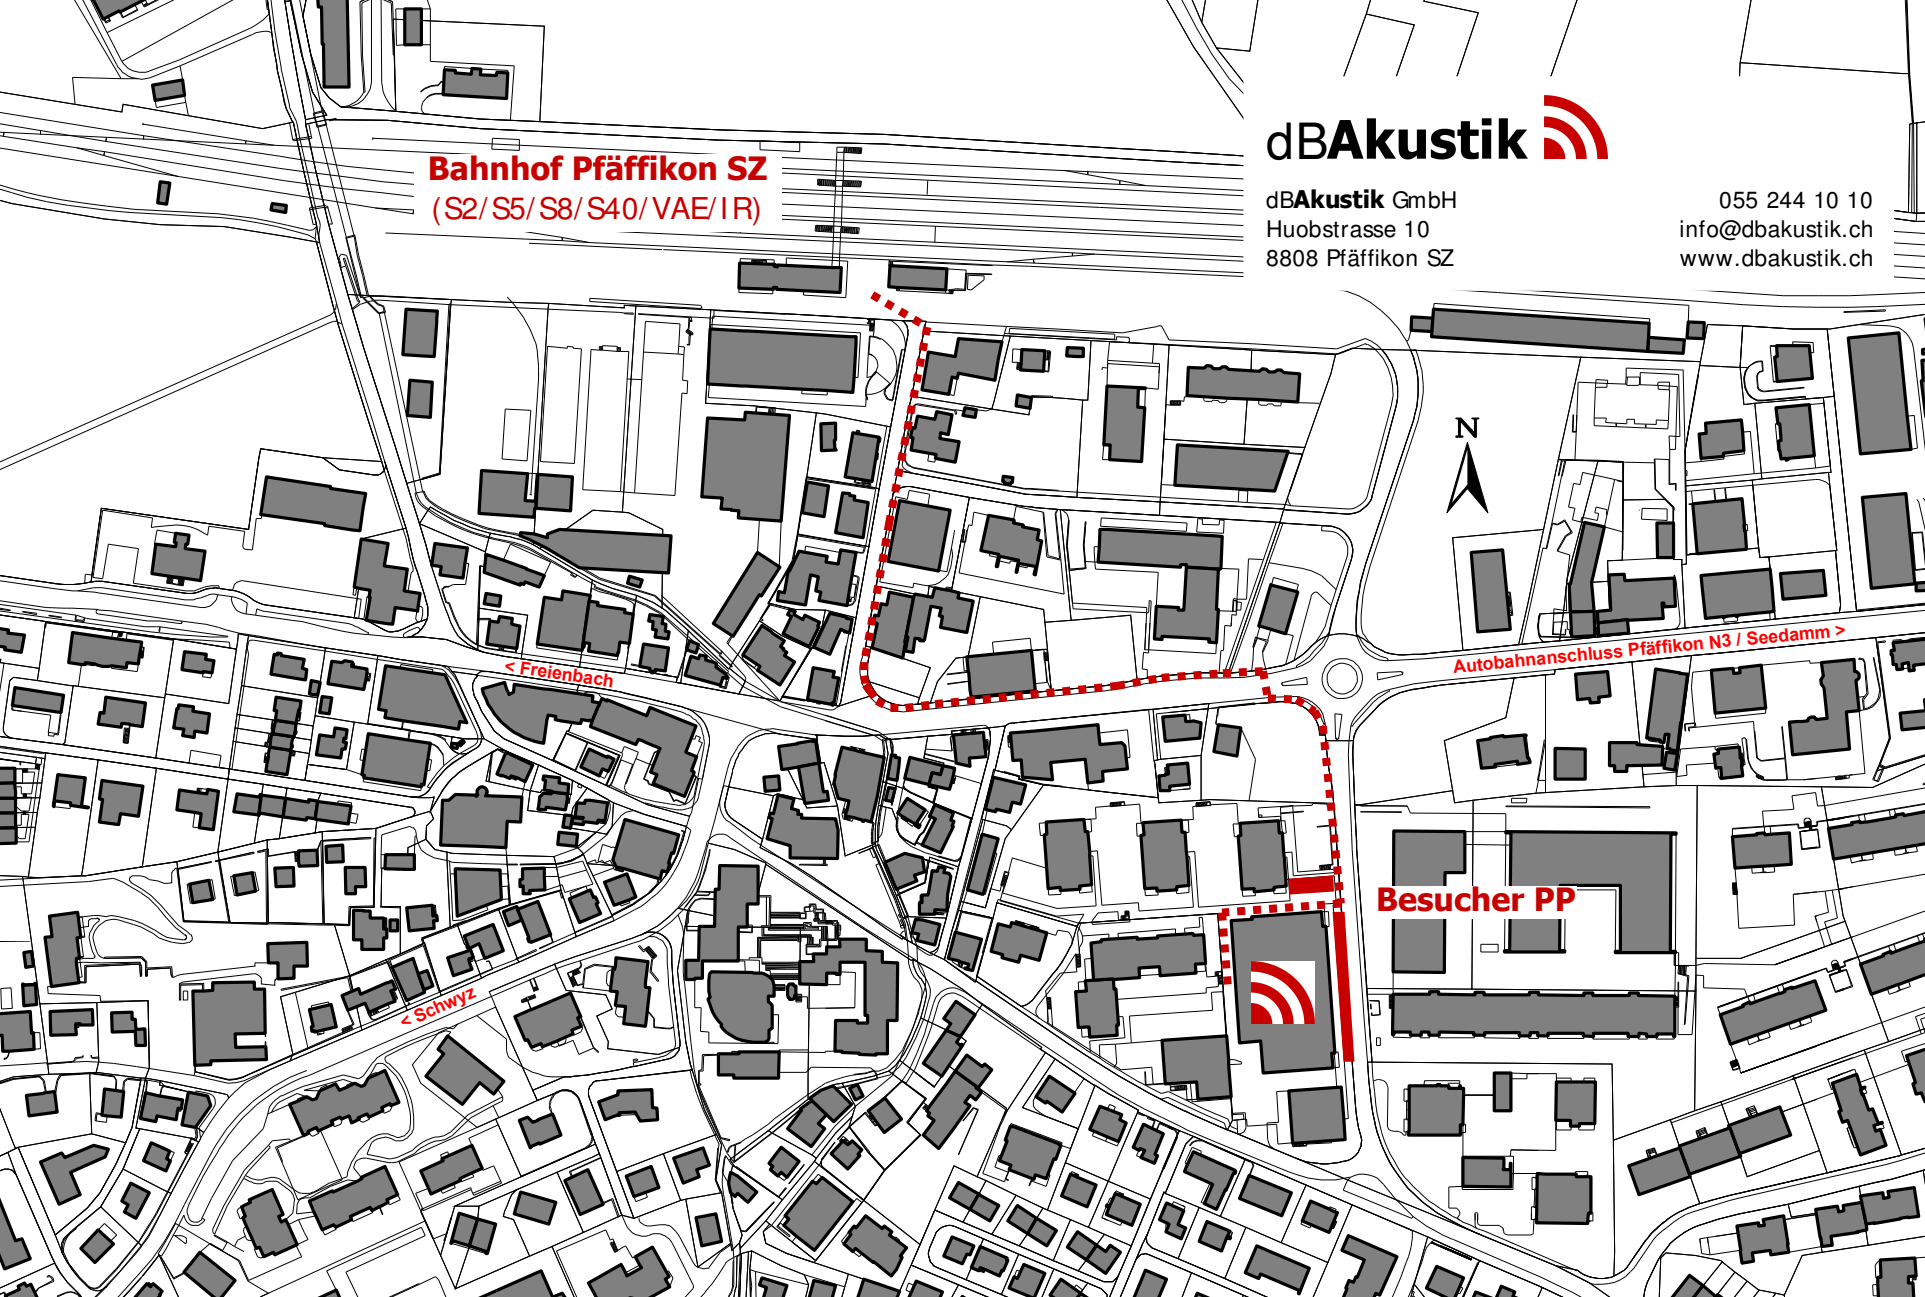 Bahnhof Pfäffikon SZ
(S2/S5/S8/S40/VAE/IR)
dBAkustik
dBAkustik GmbH
Huobstrasse 10
8808 Pfäffikon SZ
055 244 10 10
info@dbakustik.ch
www.dbakustik.ch
N
Autobahnanschluss Pfäffikon N3 / Seedamm >
< Freienbach
Besucher PP
< Schwyz